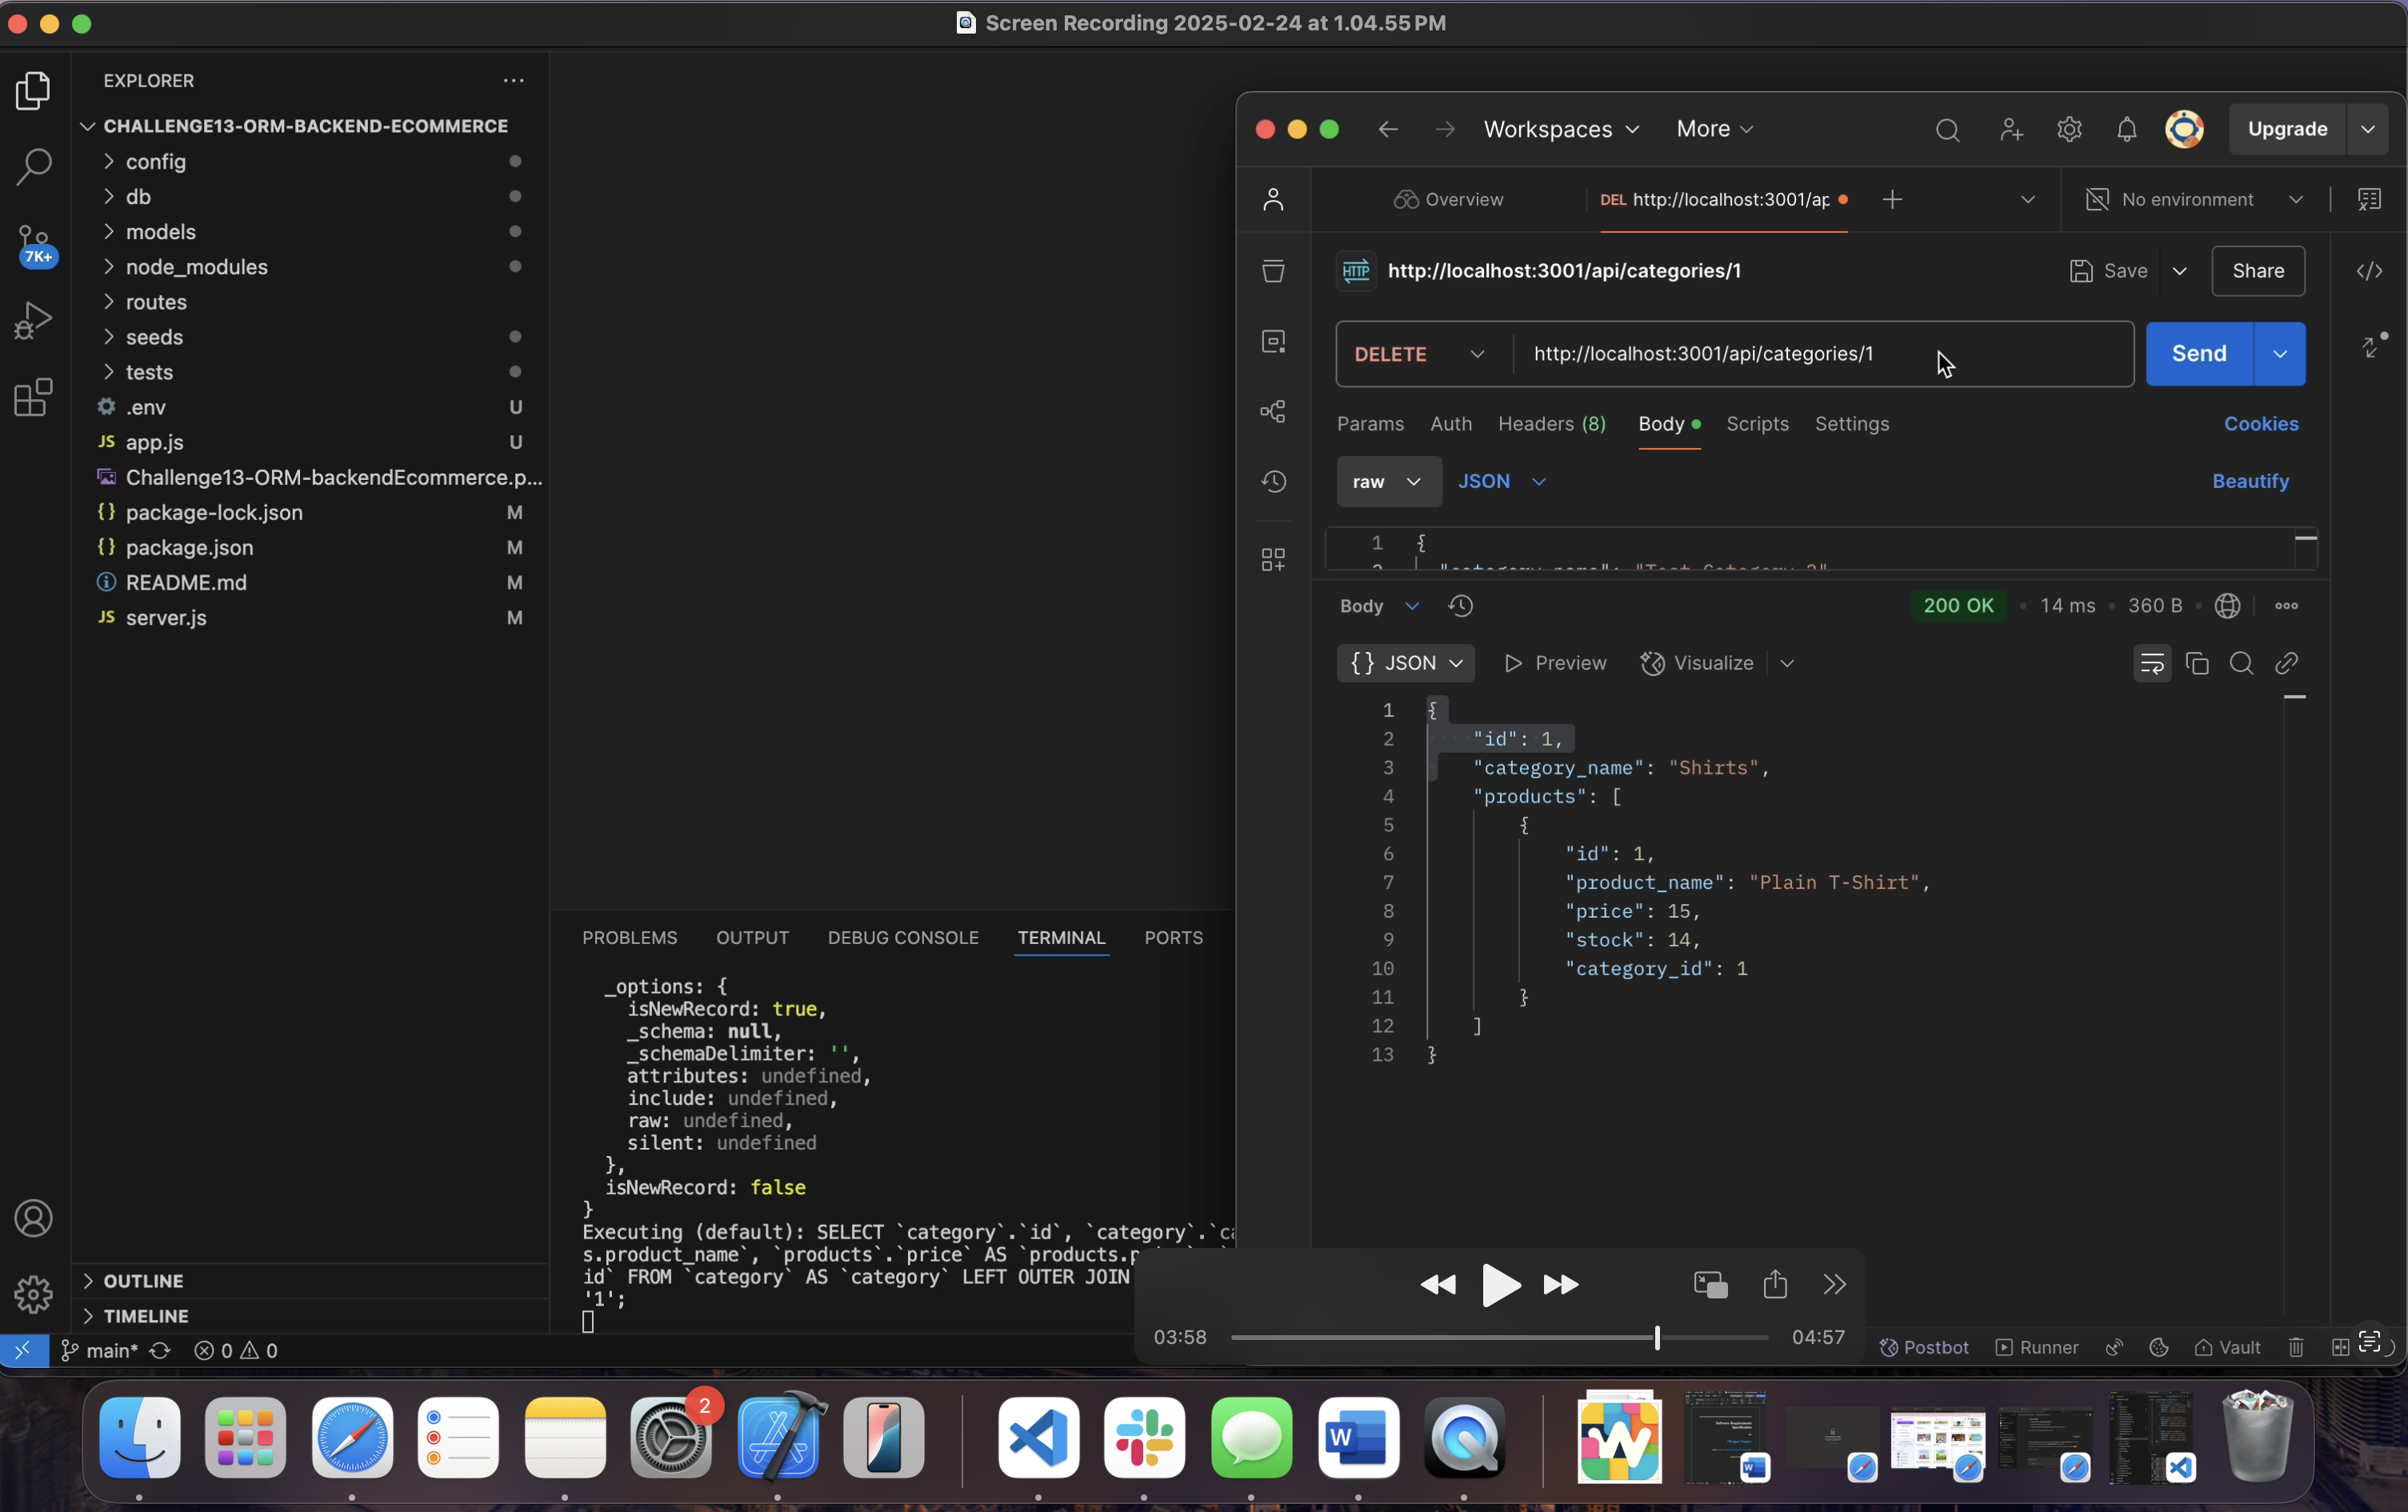 Screen Recording 2025-02-24 at 1.04.55 PM
EXPLORER
CHALLENGE13-ORM-BACKEND-ECOMMERCE
config
db
models
node_modules
routes
seeds
tests
.env U
app.js U
Challenge13-ORM-backendEcommerce.p...
package-lock.json M
package.json M
README.md M
server.js M
7K+
OUTLINE
TIMELINE
main* 0 0
PROBLEMS OUTPUT DEBUG CONSOLE TERMINAL PORTS
_options: {
isNewRecord: true,
_schema: null,
_schemaDelimiter: '',
attributes: undefined,
include: undefined,
raw: undefined,
silent: undefined
},
isNewRecord: false
}
Executing (default): SELECT `category`.`id`, `category`.`c
s.product_name`, `products`.`price` AS `products.p
id` FROM `category` AS `category` LEFT OUTER JOIN
'1';
Workspaces More Upgrade
Overview DEL http://localhost:3001/ap No environment
HTTP http://localhost:3001/api/categories/1 Save Share
DELETE http://localhost:3001/api/categories/1 Send
Params Auth Headers (8) Body Scripts Settings Cookies
raw JSON Beautify
1 {
"category_name": "Test Category 2"
Body 200 OK 14 ms 360 B
{} JSON Preview Visualize
1 {
2 "id": 1,
3 "category_name": "Shirts",
4 "products": [
5 {
6 "id": 1,
7 "product_name": "Plain T-Shirt",
8 "price": 15,
9 "stock": 14,
10 "category_id": 1
11 }
12 ]
13 }
03:58 04:57
Postbot Runner Vault
2
W